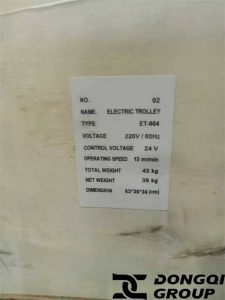 NO. 02
NAME. ELECTRIC TROLLEY
TYPE ET-004
VOLTAGE 220V / 60Hz
CONTROL VOLTAGE 24 V
OPERATING SPEED 13 m/min
TOTAL WEIGHT 43 kg
NET WEIGHT 39 kg
DIMENSION 53*36*36 (cm)
DONGQI
GROUP